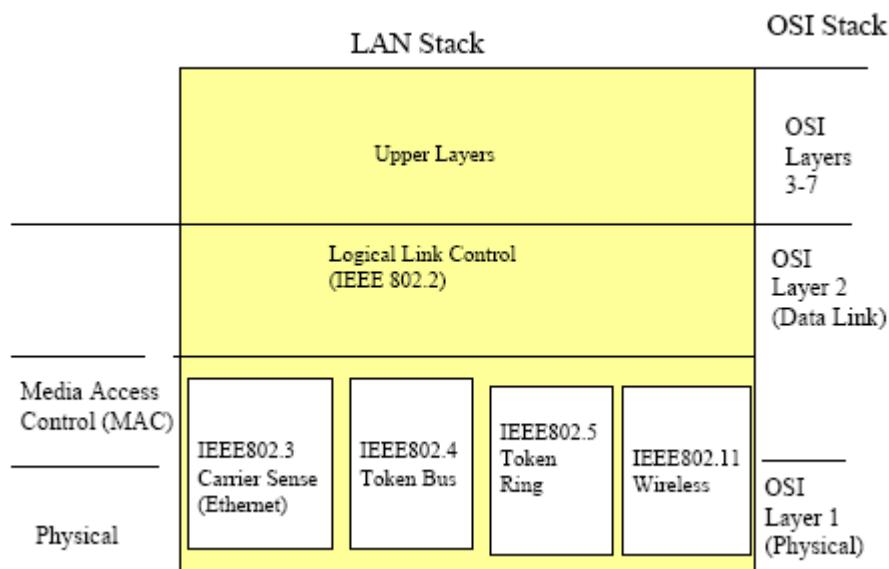 LAN Stack
OSI Stack
Upper Layers
OSI
Layers
3-7
Logical Link Control
(IEEE 802.2)
OSI
Layer 2
(Data Link)
Media Access
Control (MAC)
IEEE802.3
Carrier Sense
(Ethernet)
IEEE802.4
Token Bus
IEEE802.5
Token
Ring
IEEE802.11
Wireless
Physical
OSI
Layer 1
(Physical)